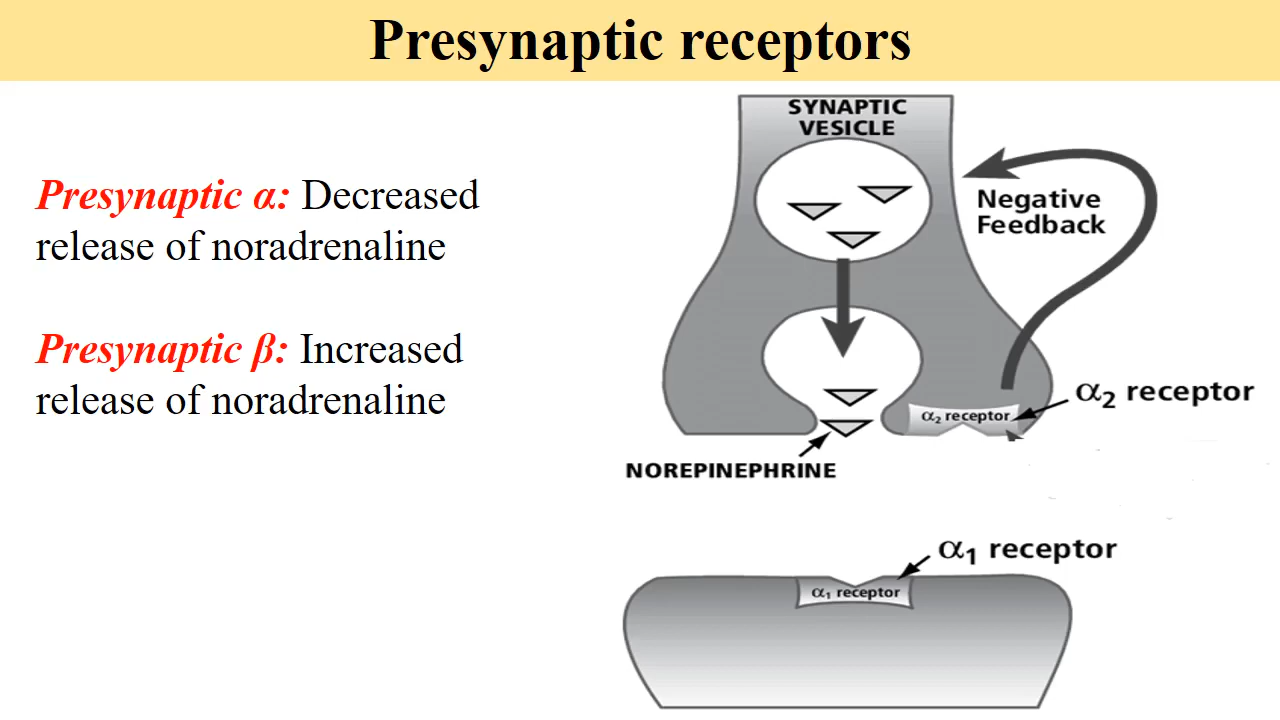 Presynaptic receptors
Presynaptic α: Decreased
release of noradrenaline
Presynaptic β: Increased
release of noradrenaline
SYNAPTIC
VESICLE
Negative
Feedback
α2 receptor
α2 receptor
NOREPINEPHRINE
α1 receptor
α1 receptor